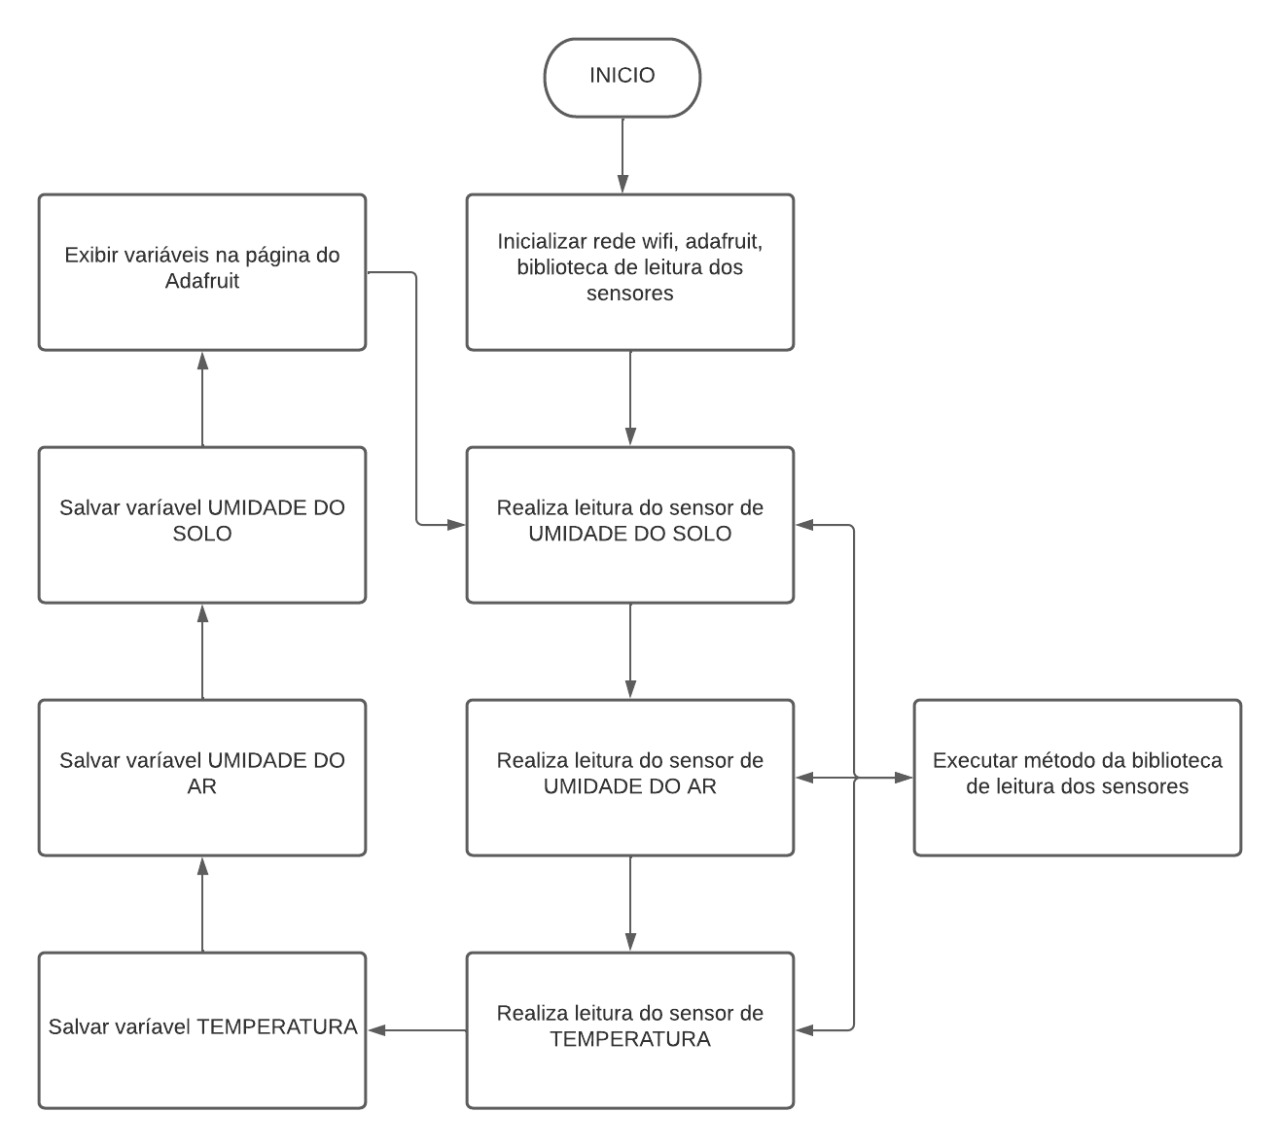 INICIO
Inicializar rede wifi, adafruit,
biblioteca de leitura dos
sensores
Exibir variáveis na página do
Adafruit
Realiza leitura do sensor de
UMIDADE DO SOLO
Salvar varíavel UMIDADE DO
SOLO
Realiza leitura do sensor de
UMIDADE DO AR
Executar método da biblioteca
de leitura dos sensores
Salvar varíavel UMIDADE DO
AR
Realiza leitura do sensor de
TEMPERATURA
Salvar varíavel TEMPERATURA